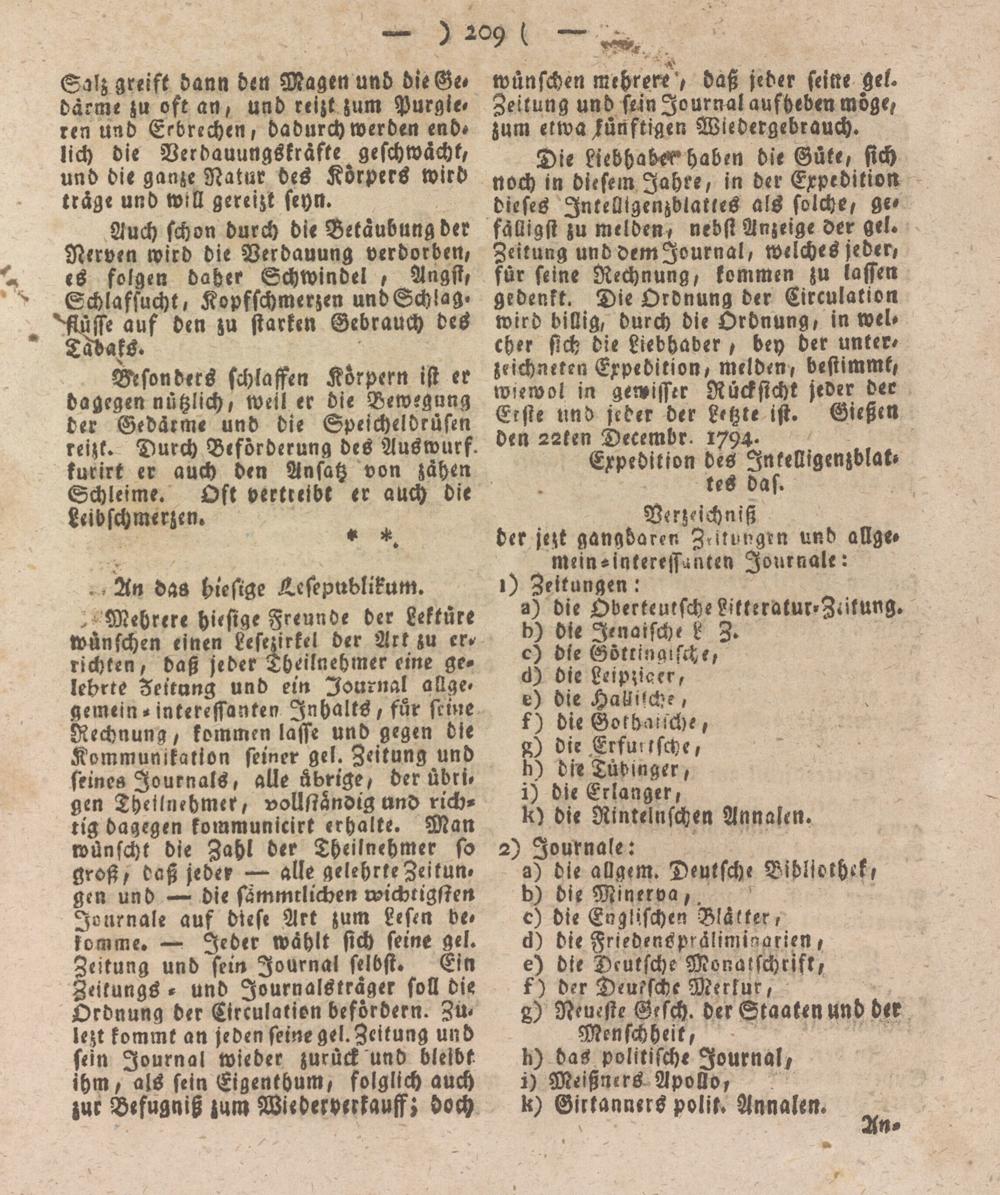 — ) 209 ( —
Salz greift dann den Magen und die Ge-
därme zu oft an, und reizt zum Purgie-
ren und Erbrechen, dadurch werden end-
lich die Verdauungskräfte geschwächt,
und die ganze Natur des Körpers wird
träge und will gereizt seyn.
Auch schon durch die Betäubung der
Nerven wird die Verdauung verdorben,
es folgen daher Schwindel, Angst,
Schlafsucht, Kopfschmerzen und Schlag-
flüsse auf den zu starken Gebrauch des
Tabaks.
Besonders schlaffen Körpern ist er
dagegen nützlich, weil er die Bewegung
der Gedärme und die Speicheldrüsen
reizt. Durch Beförderung des Auswurf.
kurirt er auch den Ansatz von zähen
Schleime. Oft vertreibt er auch die
Leibschmerzen.
* *
An das hiesige Lesepublikum.
Mehrere hiesige Freunde der Lektüre
wünschen einen Lesezirkel der Art zu er-
richten, daß jeder Theilnehmer eine ge-
lehrte Zeitung und ein Journal allge-
gemein-interessanten Inhalts, für seine
Rechnung, kommen lasse und gegen die
Kommunikation seiner gel. Zeitung und
seines Journals, alle übrige, der übri-
gen Theilnehmer, vollständig und rich-
tig dagegen kommunicirt erhalte. Man
wünscht die Zahl der Theilnehmer so
groß, daß jeder — alle gelehrte Zeitun-
gen und — die sämmtlichen wichtigsten
Journale auf diese Art zum Lesen be-
komme. — Jeder wählt sich seine gel.
Zeitung und sein Journal selbst. Ein
Zeitungs- und Journalsträger soll die
Ordnung der Circulation befördern. Zu-
lezt kommt an jeden seine gel. Zeitung und
sein Journal wieder zurück und bleibt
ihm, als sein Eigenthum, folglich auch
zur Befugniß zum Wiederverkauff; doch
wünschen mehrere, daß jeder seine gel.
Zeitung und sein Journal aufheben möge,
zum etwa künftigen Wiedergebrauch.
Die Liebhaber haben die Güte, sich
noch in diesem Jahre, in der Expedition
dieses Intelligenzblattes als solche, ge-
fälligst zu melden, nebst Anzeige der gel.
Zeitung und dem Journal, welches jeder,
für seine Rechnung, kommen zu lassen
gedenkt. Die Ordnung der Circulation
wird billig, durch die Ordnung, in wel-
cher sich die Liebhaber, bey der unter-
zeichneten Expedition, melden, bestimmt,
wiewol in gewisser Rücksicht jeder der
Erste und jeder der Letzte ist. Gießen
den 22ten Decembr. 1794.
Expedition des Intelligenzblat-
tes das.
Verzeichniß
der jezt gangbaren Zeitungen und allge-
mein-interessanten Journale:
1) Zeitungen:
a) die Oberteutsche Litteratur-Zeitung.
b) die Jenaische L Z.
c) die Göttingische,
d) die Leipziger,
e) die Hallische,
f) die Gothaische,
g) die Erfurtsche,
h) die Tübinger,
i) die Erlanger,
k) die Rintelnschen Annalen.
2) Journale:
a) die allgem. Deutsche Bibliothek,
b) die Minerva,
c) die Englischen Blätter,
d) die Friedenspräliminarien,
e) die Deutsche Monatschrift,
f) der Deutsche Merkur,
g) Neueste Gesch. der Staaten und der
Menschheit,
h) das politische Journal,
i) Meißners Apollo,
k) Girtanners polit. Annalen.
An-